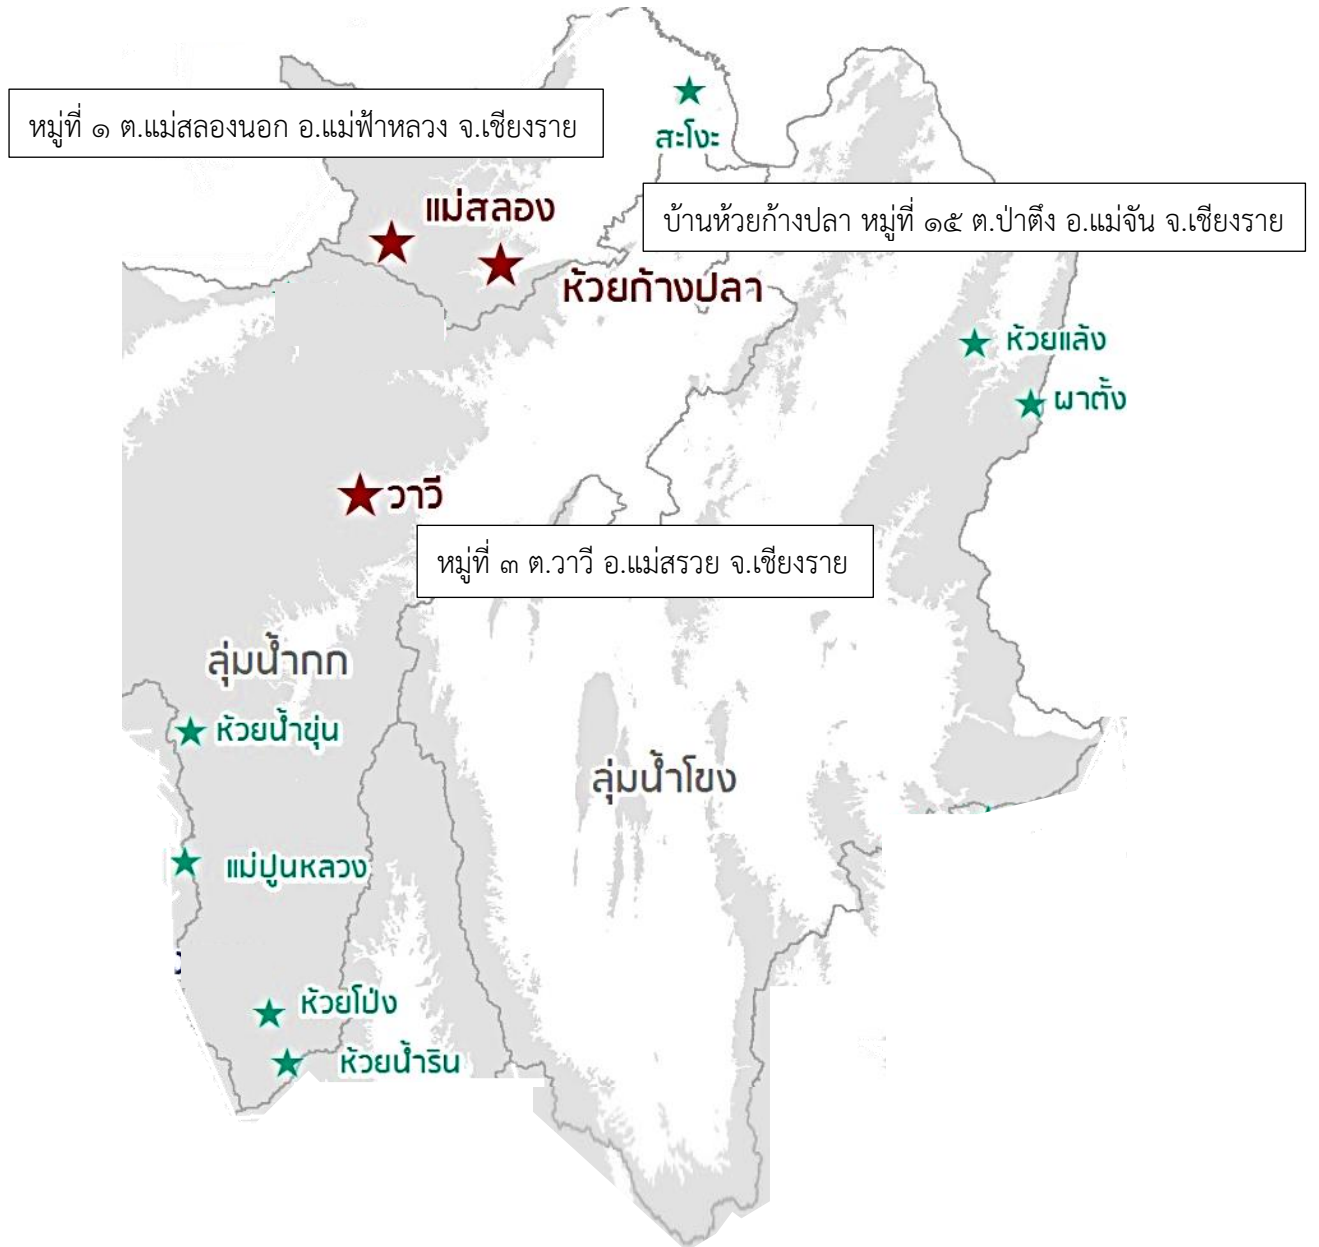 หมู่ที่ ๑ ต.แม่สลองนอก อ.แม่ฟ้าหลวง จ.เชียงราย
สะโงะ
แม่สลอง
บ้านห้วยก้างปลา หมู่ที่ ๑๕ ต.ป่าตึง อ.แม่จัน จ.เชียงราย
ห้วยก้างปลา
ห้วยแล้ง
ผาตั้ง
วาวี
หมู่ที่ ๓ ต.วาวี อ.แม่สรวย จ.เชียงราย
ลุ่มน้ำกก
ห้วยน้ำขุ่น
ลุ่มน้ำโขง
แม่ปูนหลวง
ห้วยโป่ง
ห้วยน้ำริน